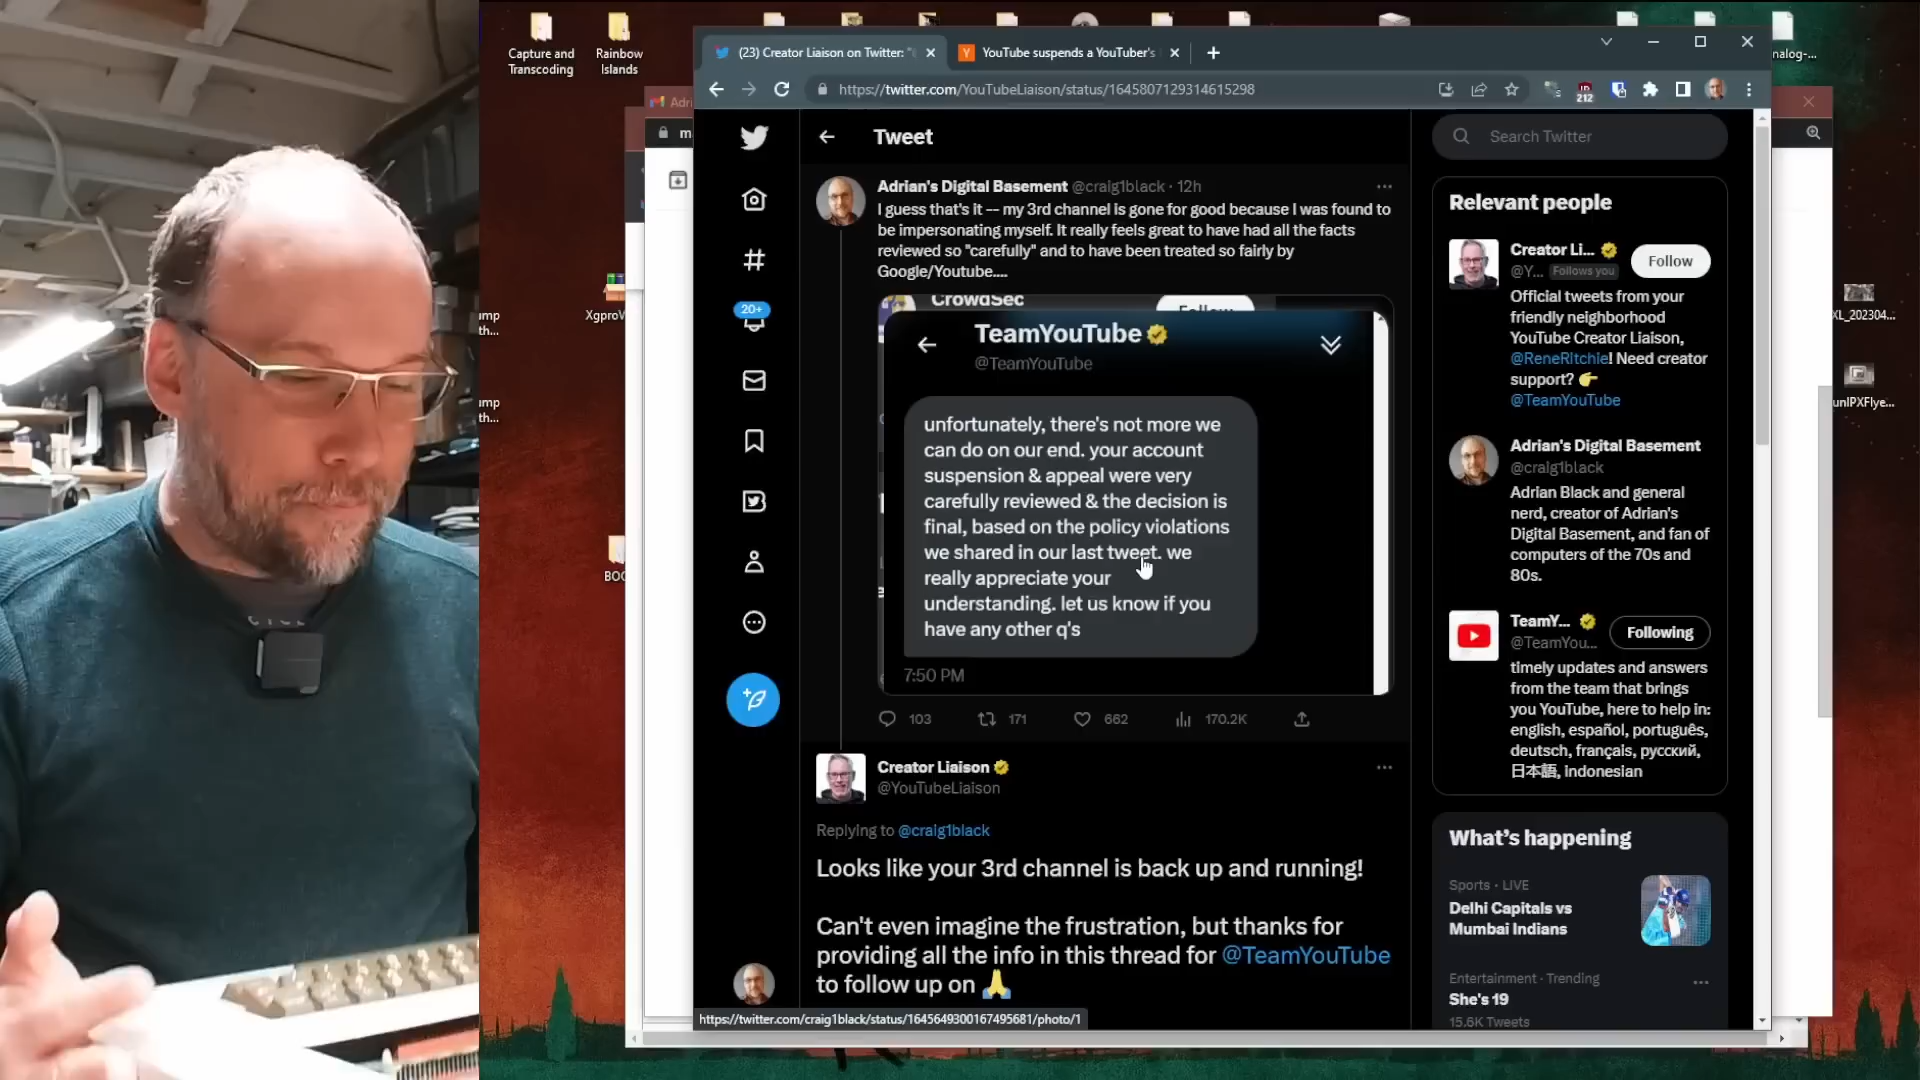 Capture and
Transcoding
Rainbow
Islands
nalog-...
(23) Creator Liaison on Twitter: "
YouTube suspends a YouTuber's
Adri
https://twitter.com/YouTubeLiaison/status/1645807129314615298
212
m
Tweet
Search Twitter
Adrian's Digital Basement @craig1black · 12h
I guess that's it -- my 3rd channel is gone for good because I was found to
be impersonating myself. It really feels great to have had all the facts
reviewed so "carefully" and to have been treated so fairly by
Google/Youtube....
CrowdSec
Follow
TeamYouTube
@TeamYouTube
unfortunately, there's not more we
can do on our end. your account
suspension & appeal were very
carefully reviewed & the decision is
final, based on the policy violations
we shared in our last tweet. we
really appreciate your
understanding. let us know if you
have any other q's
7:50 PM
103
171
662
170.2K
Creator Liaison
@YouTubeLiaison
Replying to @craig1black
Looks like your 3rd channel is back up and running!
Can't even imagine the frustration, but thanks for
providing all the info in this thread for @TeamYouTube
to follow up on
https://twitter.com/craig1black/status/1645649300167495681/photo/1
20+
Relevant people
Creator Li...
Follow
@Y... Follows you
Official tweets from your
friendly neighborhood
YouTube Creator Liaison,
@ReneRItchie! Need creator
support?
@TeamYouTube
Adrian's Digital Basement
@craig1black
Adrian Black and general
nerd, creator of Adrian's
Digital Basement, and fan of
computers of the 70s and
80s.
TeamY...
Following
@TeamYou...
timely updates and answers
from the team that brings
you YouTube, here to help in:
english, español, português,
deutsch, français, русский,
日本語, indonesian
What's happening
Sports · LIVE
Delhi Capitals vs
Mumbai Indians
Entertainment · Trending
She's 19
15.6K Tweets
ump
th...
XgproV
ump
th...
BOO
XL_202304...
unIPXFlye...